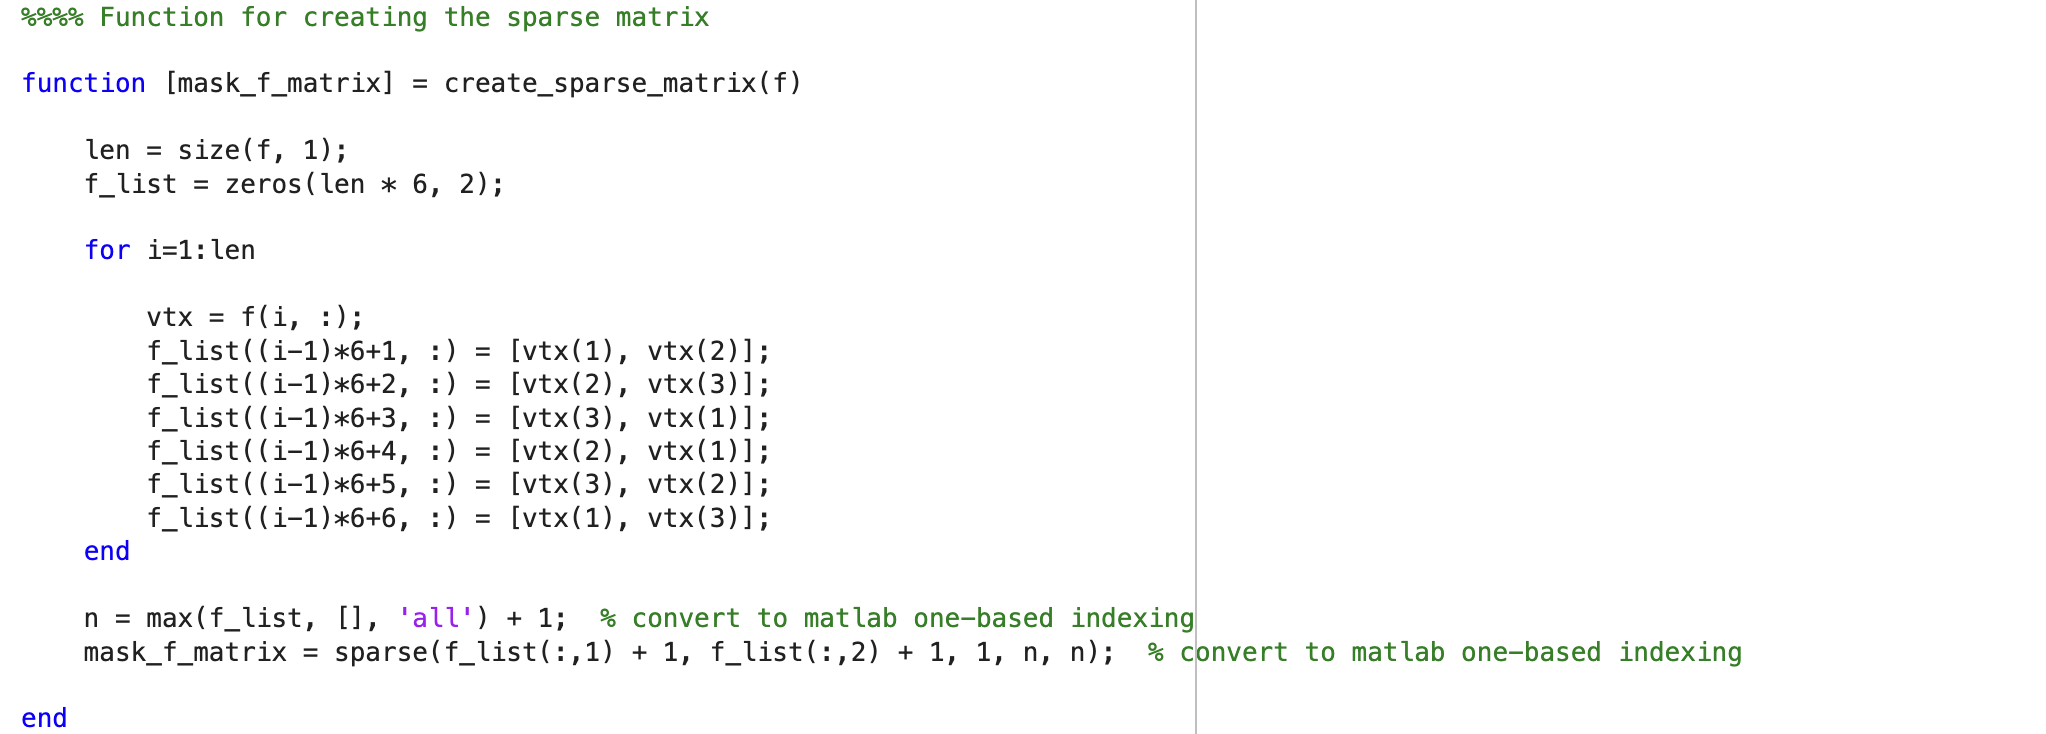 %%%% Function for creating the sparse matrix
function [mask_f_matrix] = create_sparse_matrix(f)
len = size(f, 1);
f_list = zeros(len * 6, 2);
for i=1:len
vtx = f(i, :);
f_list((i-1)*6+1, :) = [vtx(1), vtx(2)];
f_list((i-1)*6+2, :) = [vtx(2), vtx(3)];
f_list((i-1)*6+3, :) = [vtx(3), vtx(1)];
f_list((i-1)*6+4, :) = [vtx(2), vtx(1)];
f_list((i-1)*6+5, :) = [vtx(3), vtx(2)];
f_list((i-1)*6+6, :) = [vtx(1), vtx(3)];
end
n = max(f_list, [], 'all') + 1;  % convert to matlab one-based indexing
mask_f_matrix = sparse(f_list(:,1) + 1, f_list(:,2) + 1, 1, n, n);  % convert to matlab one-based indexing
end